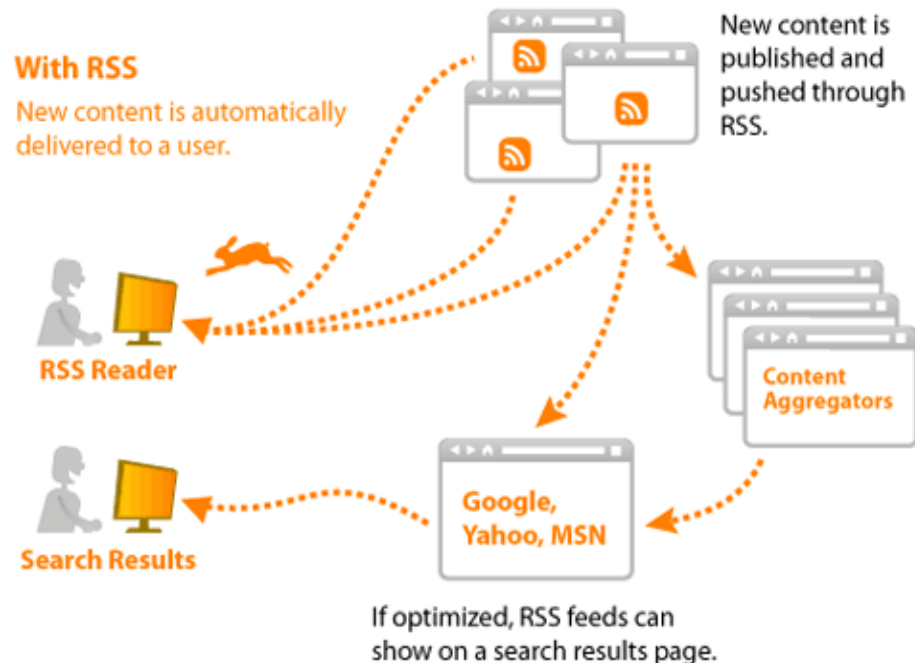 With RSS
New content is automatically
delivered to a user.
New content is
published and
pushed through
RSS.
RSS Reader
Content
Aggregators
Google,
Yahoo, MSN
Search Results
If optimized, RSS feeds can
show on a search results page.